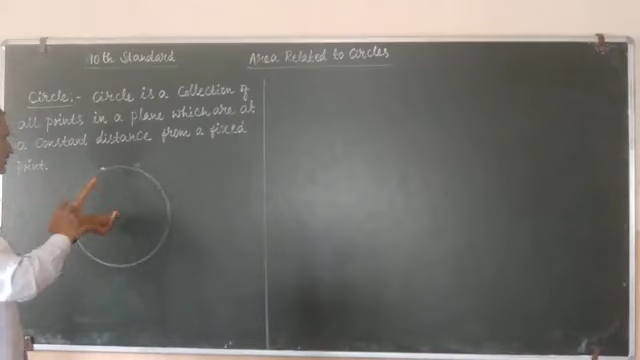 10th Standard
Area Related to Circles
Circle:- Circle is a Collection of
all points in a plane which are at
a Constant distance from a fixed
point.